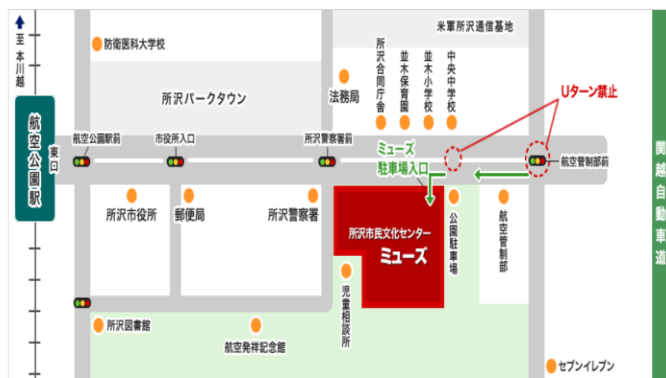 至 本川越
防衛医科大学校
米軍所沢通信基地
所沢パークタウン
法務局
所沢合同庁舎
並木保育園
並木小学校
中央中学校
Uターン禁止
航空公園駅
東口
航空公園駅前
市役所入口
所沢警察署前
ミューズ
駐車場入口
航空管制部前
関越自動車道
所沢市役所
郵便局
所沢警察署
所沢市民文化センター
ミューズ
公園駐車場
航空管制部
児童相談所
所沢図書館
航空発祥記念館
セブンイレブン